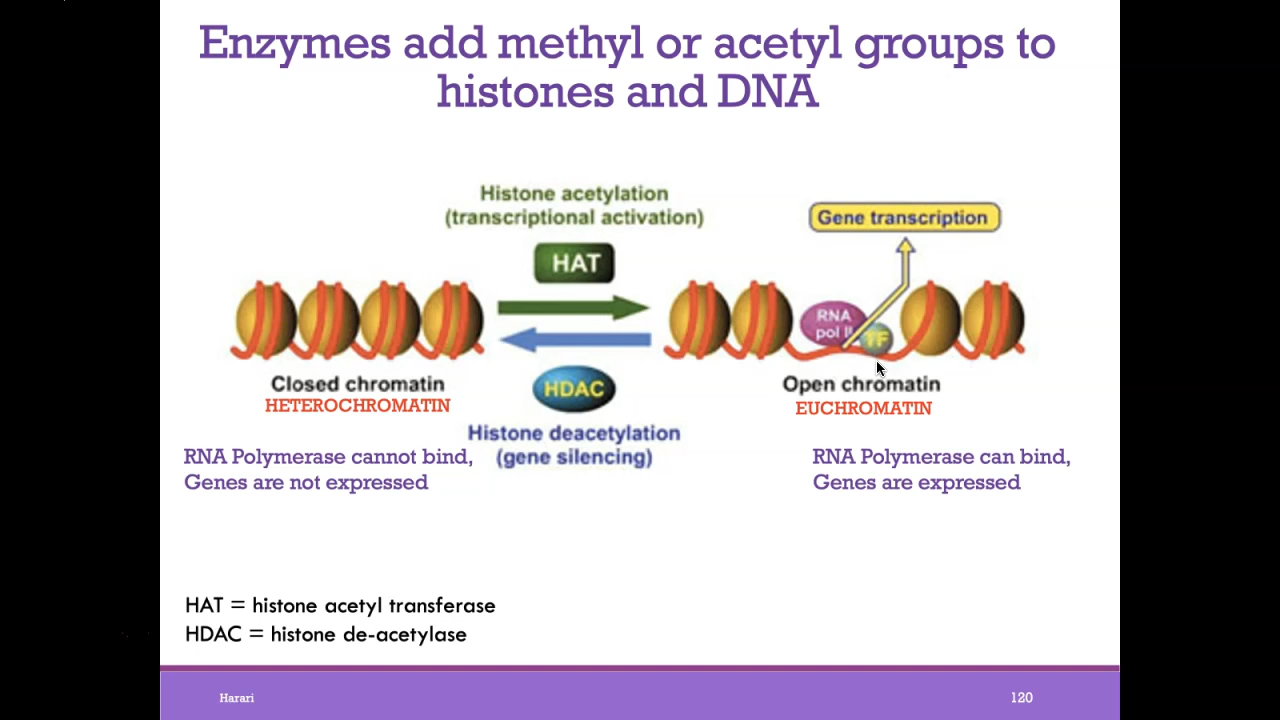 Enzymes add methyl or acetyl groups to
histones and DNA
Histone acetylation
(transcriptional activation)
HAT
Gene transcription
RNA
pol II
TF
HDAC
Closed chromatin
HETEROCHROMATIN
Open chromatin
EUCHROMATIN
Histone deacetylation
(gene silencing)
RNA Polymerase cannot bind,
Genes are not expressed
RNA Polymerase can bind,
Genes are expressed
HAT = histone acetyl transferase
HDAC = histone de-acetylase
Harari
120